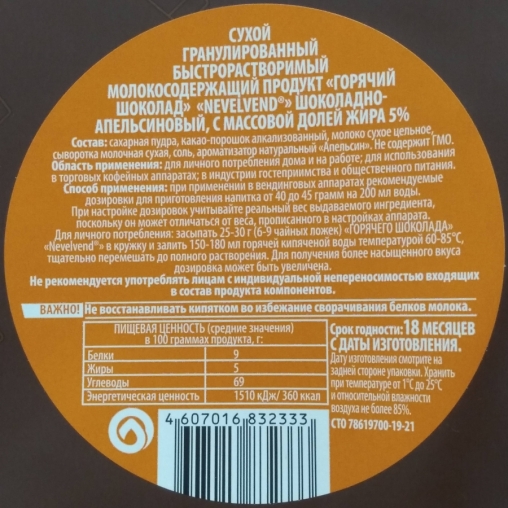 СУХОЙ
ГРАНУЛИРОВАННЫЙ
БЫСТРОРАСТВОРИМЫЙ
МОЛОКОСОДЕРЖАЩИЙ ПРОДУКТ «ГОРЯЧИЙ
ШОКОЛАД» «NEVELVEND®» ШОКОЛАДНО-
АПЕЛЬСИНОВЫЙ, С МАССОВОЙ ДОЛЕЙ ЖИРА 5%
Состав: сахарная пудра, какао-порошок алкализованный, молоко сухое цельное,
сыворотка молочная сухая, соль, ароматизатор натуральный «Апельсин». Не содержит ГМО.
Область применения: для личного потребления дома и на работе; для использования
в торговых кофейных аппаратах; в индустрии гостеприимства и общественного питания.
Способ применения: при применении в вендинговых аппаратах рекомендуемые
дозировки для приготовления напитка от 40 до 45 грамм на 200 мл воды.
При настройке дозировок учитывайте реальный вес выдаваемого ингредиента,
поскольку он может отличаться от веса, прописанного в настройках аппарата.
Для личного потребления: засыпать 25-30 г (6-9 чайных ложек) «ГОРЯЧЕГО ШОКОЛАДА»
«Nevelvend®» в кружку и залить 150-180 мл горячей кипяченой воды температурой 60-85°С,
тщательно перемешать до полного растворения. Для получения более насыщенного вкуса
дозировка может быть увеличена.
Не рекомендуется употреблять лицам с индивидуальной непереносимостью входящих
в состав продукта компонентов.
ВАЖНО! Не восстанавливать кипятком во избежание сворачивания белков молока.
ПИЩЕВАЯ ЦЕННОСТЬ (средние значения)
в 100 граммах продукта, г:
Белки 9
Жиры 5
Углеводы 69
Энергетическая ценность 1510 кДж/ 360 ккал
Срок годности: 18 МЕСЯЦЕВ
С ДАТЫ ИЗГОТОВЛЕНИЯ.
Дату изготовления смотрите на
задней стороне упаковки. Хранить
при температуре от 1°С до 25°С
и относительной влажности
воздуха не более 85%.
СТО 78619700-19-21
4 607016 832333